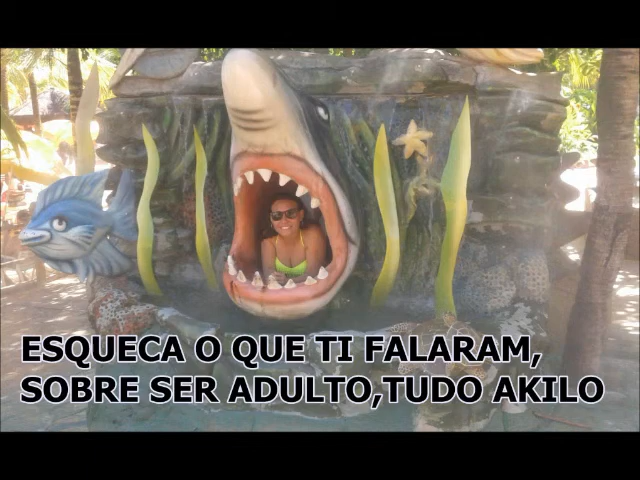 ESQUECA O QUE TI FALARAM,
SOBRE SER ADULTO,TUDO AKILO